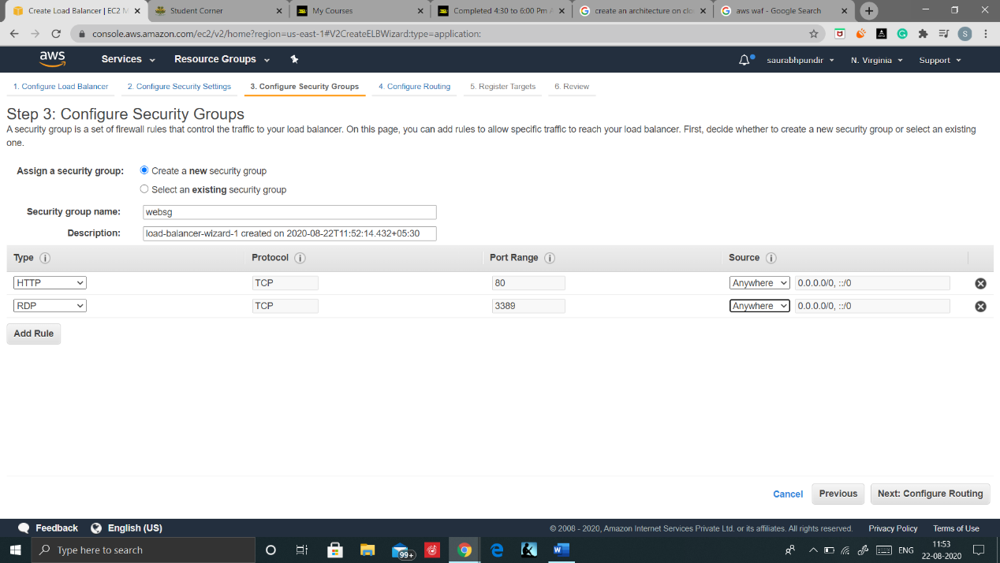 Create Load Balancer | EC2 M
Student Corner
My Courses
Completed 4:30 to 6:00 Pm
create an architecture on clo
aws waf - Google Search
console.aws.amazon.com/ec2/v2/home?region=us-east-1#V2CreateELBWizard:type=application:
S
aws
Services
Resource Groups
saurabhpundir
N. Virginia
Support
1. Configure Load Balancer
2. Configure Security Settings
3. Configure Security Groups
4. Configure Routing
5. Register Targets
6. Review
Step 3: Configure Security Groups
A security group is a set of firewall rules that control the traffic to your load balancer. On this page, you can add rules to allow specific traffic to reach your load balancer. First, decide whether to create a new security group or select an existing
one.
Assign a security group:
Create a new security group
Select an existing security group
Security group name:
websg
Description:
load-balancer-wizard-1 created on 2020-08-22T11:52:14.432+05:30
Type
Protocol
Port Range
Source
HTTP
TCP
80
Anywhere
0.0.0.0/0, ::/0
RDP
TCP
3389
Anywhere
0.0.0.0/0, ::/0
Add Rule
Cancel
Previous
Next: Configure Routing
Feedback
English (US)
© 2008 - 2020, Amazon Internet Services Private Ltd. or its affiliates. All rights reserved.
Privacy Policy
Terms of Use
Type here to search
99+
ENG
11:53
22-08-2020